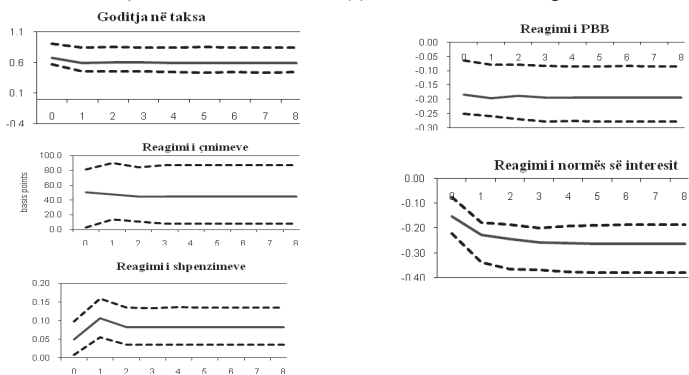 Goditja në taksa
1.1
0.6
0.1
-0.4
0 1 2 3 4 5 6 7 8
Reagimi i PBB
0.00
-0.05
-0.10
-0.15
-0.20
-0.25
-0.30
0 1 2 3 4 5 6 7 8
Reagimi i çmimeve
basis points
100.0
80.0
60.0
40.0
20.0
0.0
0 1 2 3 4 5 6 7 8
Reagimi i normës së interesit
0.00
-0.10
-0.20
-0.30
-0.40
0 1 2 3 4 5 6 7 8
Reagimi i shpenzimeve
0.20
0.15
0.10
0.05
0.00
0 1 2 3 4 5 6 7 8